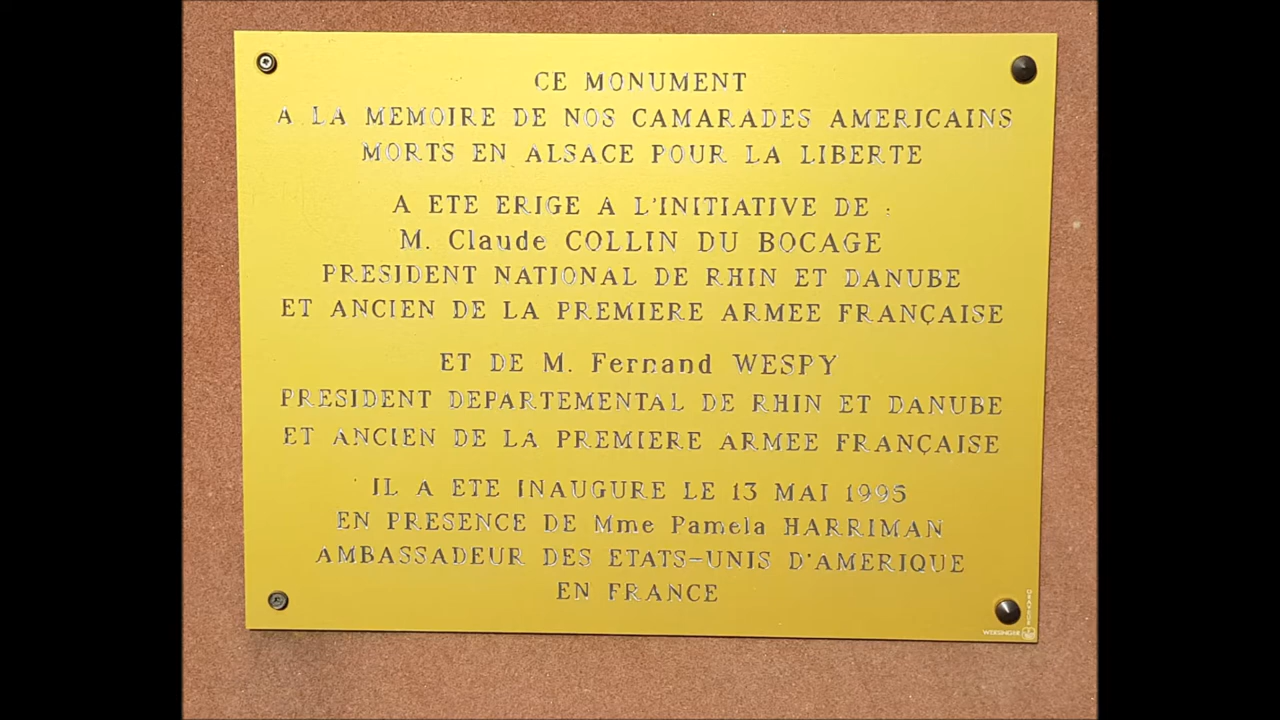 CE MONUMENT
A LA MEMOIRE DE NOS CAMARADES AMERICAINS
MORTS EN ALSACE POUR LA LIBERTE
A ETE ERIGE A L'INITIATIVE DE :
M. Claude COLLIN DU BOCAGE
PRESIDENT NATIONAL DE RHIN ET DANUBE
ET ANCIEN DE LA PREMIERE ARMEE FRANÇAISE
ET DE M. Fernand WESPY
PRESIDENT DEPARTEMENTAL DE RHIN ET DANUBE
ET ANCIEN DE LA PREMIERE ARMEE FRANÇAISE
IL A ETE INAUGURE LE 13 MAI 1995
EN PRESENCE DE Mme Pamela HARRIMAN
AMBASSADEUR DES ETATS-UNIS D'AMERIQUE
EN FRANCE